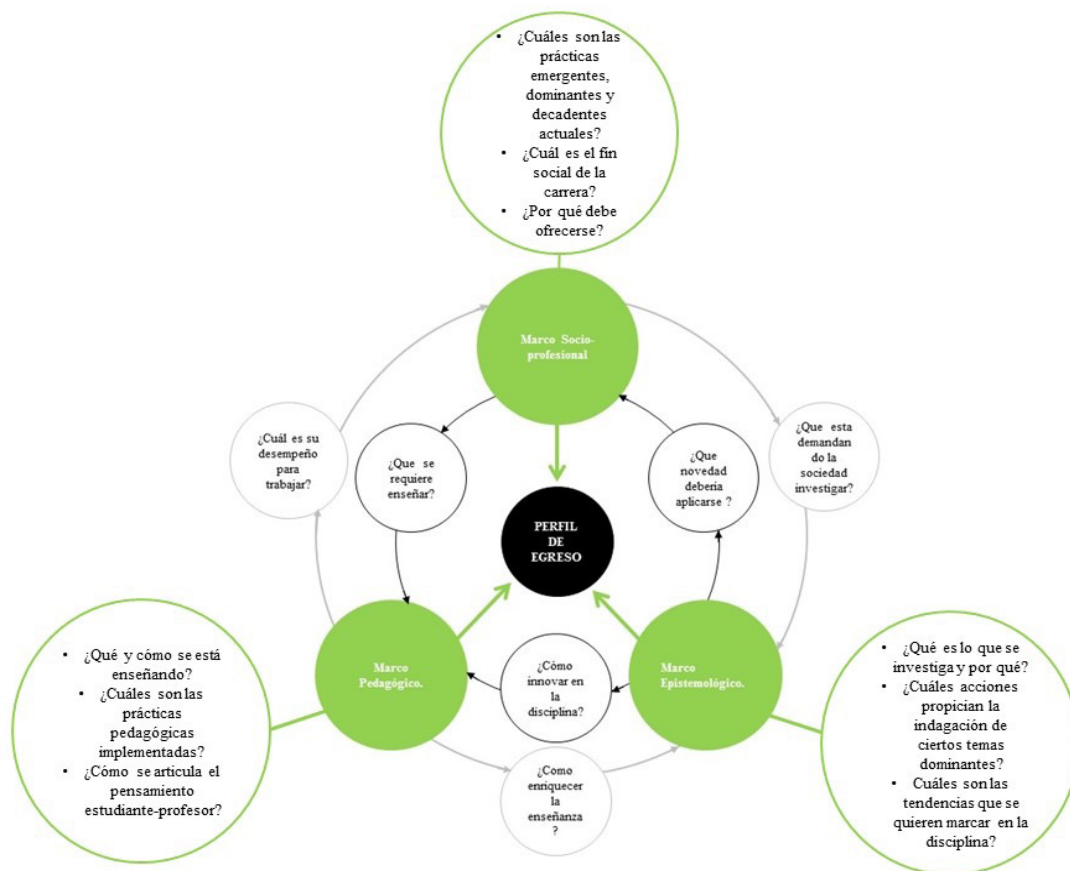 • ¿Cuáles son las
prácticas
emergentes,
dominantes y
decadentes
actuales?
• ¿Cuál es el fín
social de la
carrera?
• ¿Por qué debe
ofrecerse?
Marco Socio-
profesional
¿Cuál es su
desempeño
para
trabajar?
¿Que se
requiere
enseñar?
¿Que
novedad
debería
aplicarse ?
¿Que esta
demandan
do la
sociedad
investigar?
PERFIL
DE
EGRESO
Marco
Pedagógico.
¿Cómo
innovar en
la
disciplina?
Marco
Epistemológico.
¿Como
enriquecer
la
enseñanza
?
• ¿Qué y cómo se está
enseñando?
• ¿Cuáles son las
prácticas
pedagógicas
implementadas?
• ¿Cómo se articula el
pensamiento
estudiante-profesor?
• ¿Qué es lo que se
investiga y por qué?
• ¿Cuáles acciones
propician la
indagación de
ciertos temas
dominantes?
• Cuáles son las
tendencias que se
quieren marcar en la
disciplina?